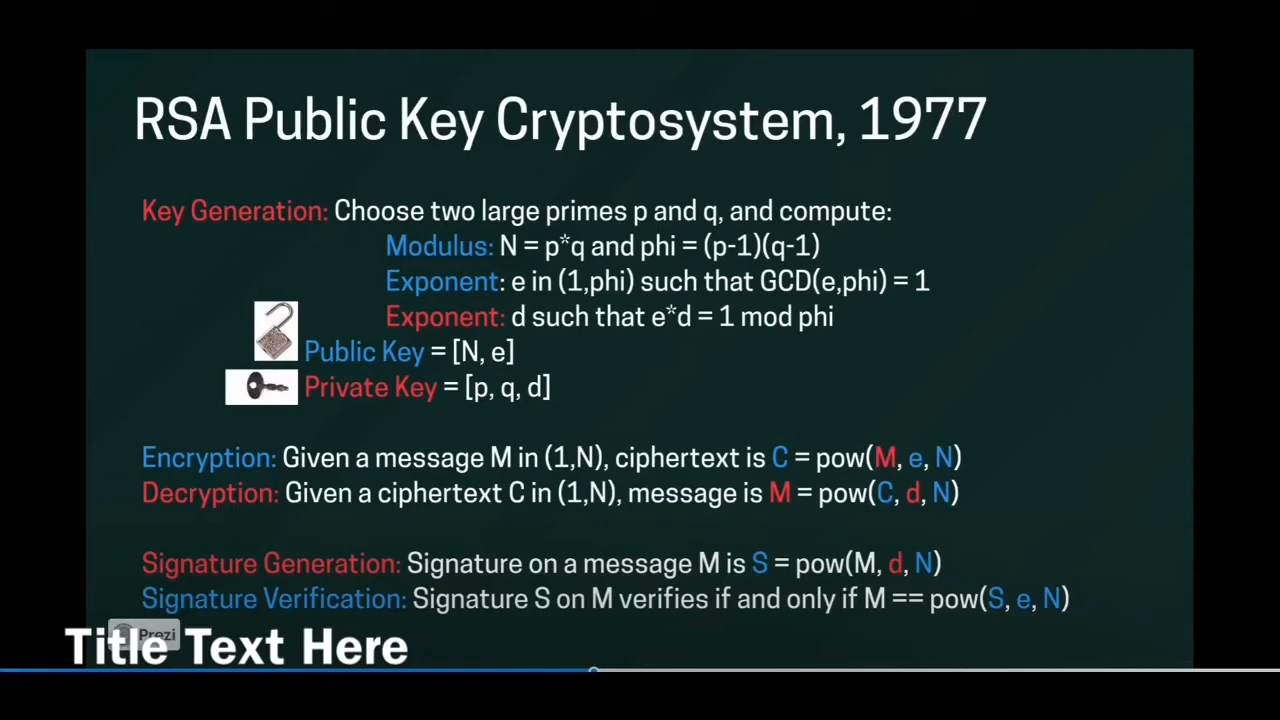 RSA Public Key Cryptosystem, 1977
Key Generation: Choose two large primes p and q, and compute:
Modulus: N = p*q and phi = (p-1)(q-1)
Exponent: e in (1,phi) such that GCD(e,phi) = 1
Exponent: d such that e*d = 1 mod phi
Public Key = [N, e]
Private Key = [p, q, d]
Encryption: Given a message M in (1,N), ciphertext is C = pow(M, e, N)
Decryption: Given a ciphertext C in (1,N), message is M = pow(C, d, N)
Signature Generation: Signature on a message M is S = pow(M, d, N)
Signature Verification: Signature S on M verifies if and only if M == pow(S, e, N)
Prezi
Title Text Here